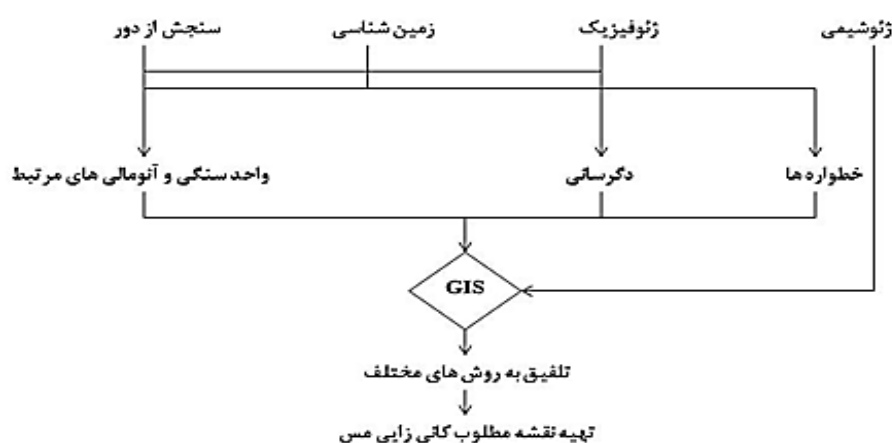 ژئوشیمی
ژئوفیزیک
زمین شناسی
سنجش از دور
خطواره ها
دگرسانی
واحد سنگی و آنومالی های مرتبط
GIS
تلفیق به روش های مختلف
تهیه نقشه مطلوب کانی زایی مس